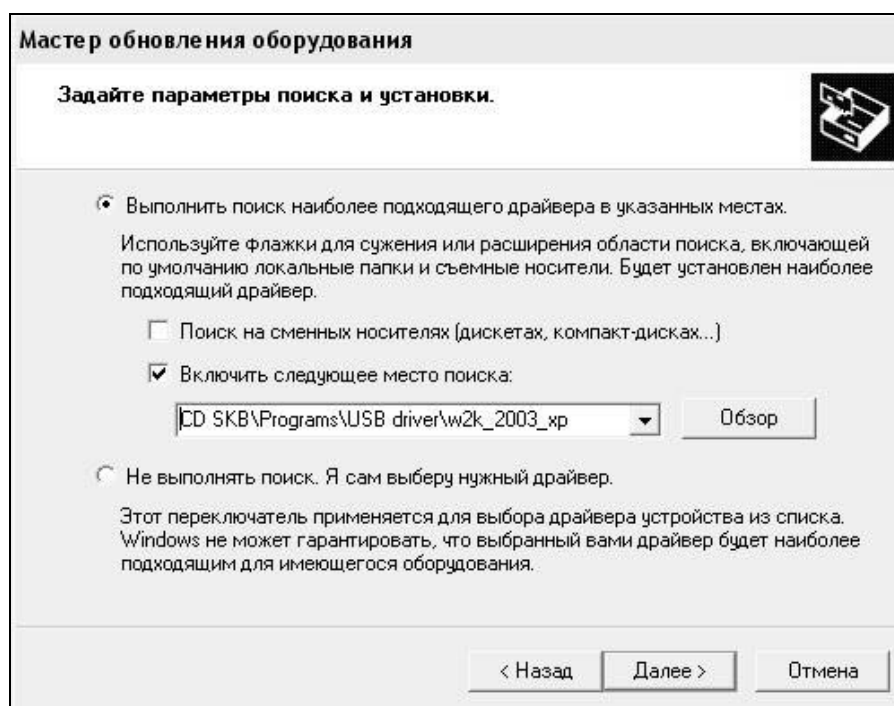 Мастер обновления оборудования
Задайте параметры поиска и установки.
Выполнить поиск наиболее подходящего драйвера в указанных местах.
Используйте флажки для сужения или расширения области поиска, включающей
по умолчанию локальные папки и съемные носители. Будет установлен наиболее
подходящий драйвер.
Поиск на сменных носителях (дискетах, компакт-дисках...)
Включить следующее место поиска:
CD SKB\Programs\USB driver\w2k_2003_xp
Обзор
Не выполнять поиск. Я сам выберу нужный драйвер.
Этот переключатель применяется для выбора драйвера устройства из списка.
Windows не может гарантировать, что выбранный вами драйвер будет наиболее
подходящим для имеющегося оборудования.
< Назад
Далее >
Отмена